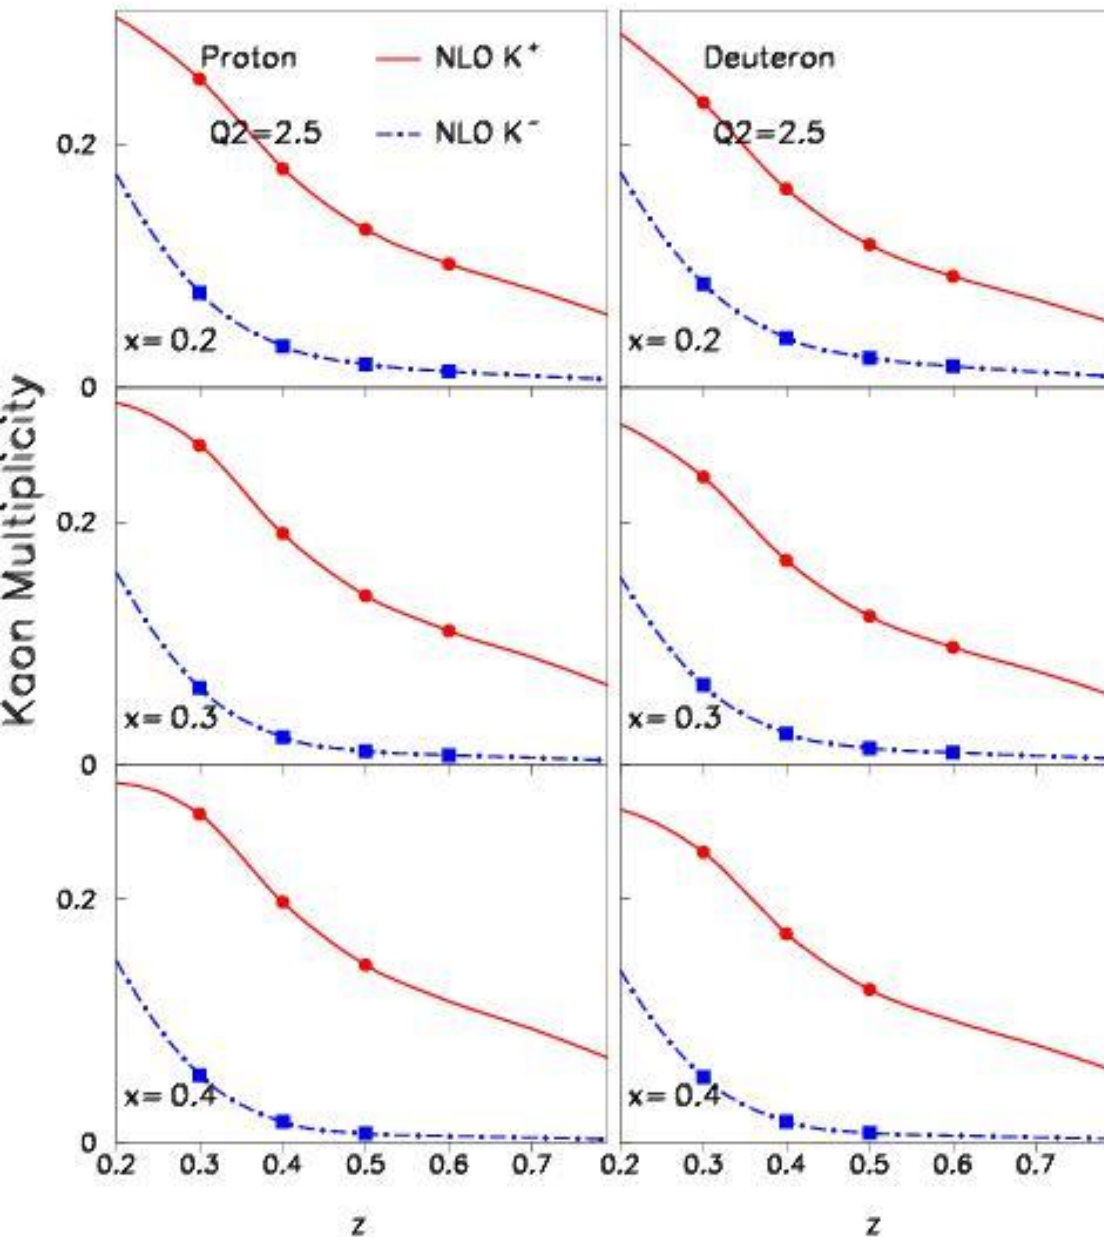 Kaon Multiplicity
Proton
NLO K⁺
Q2=2.5
NLO K⁻
0.2
x= 0.2
0
Deuteron
Q2=2.5
x= 0.2
0.2
x= 0.3
0
x= 0.3
0.2
x= 0.4
0
x= 0.4
0.2 0.3 0.4 0.5 0.6 0.7 0.2 0.3 0.4 0.5 0.6 0.7
z z